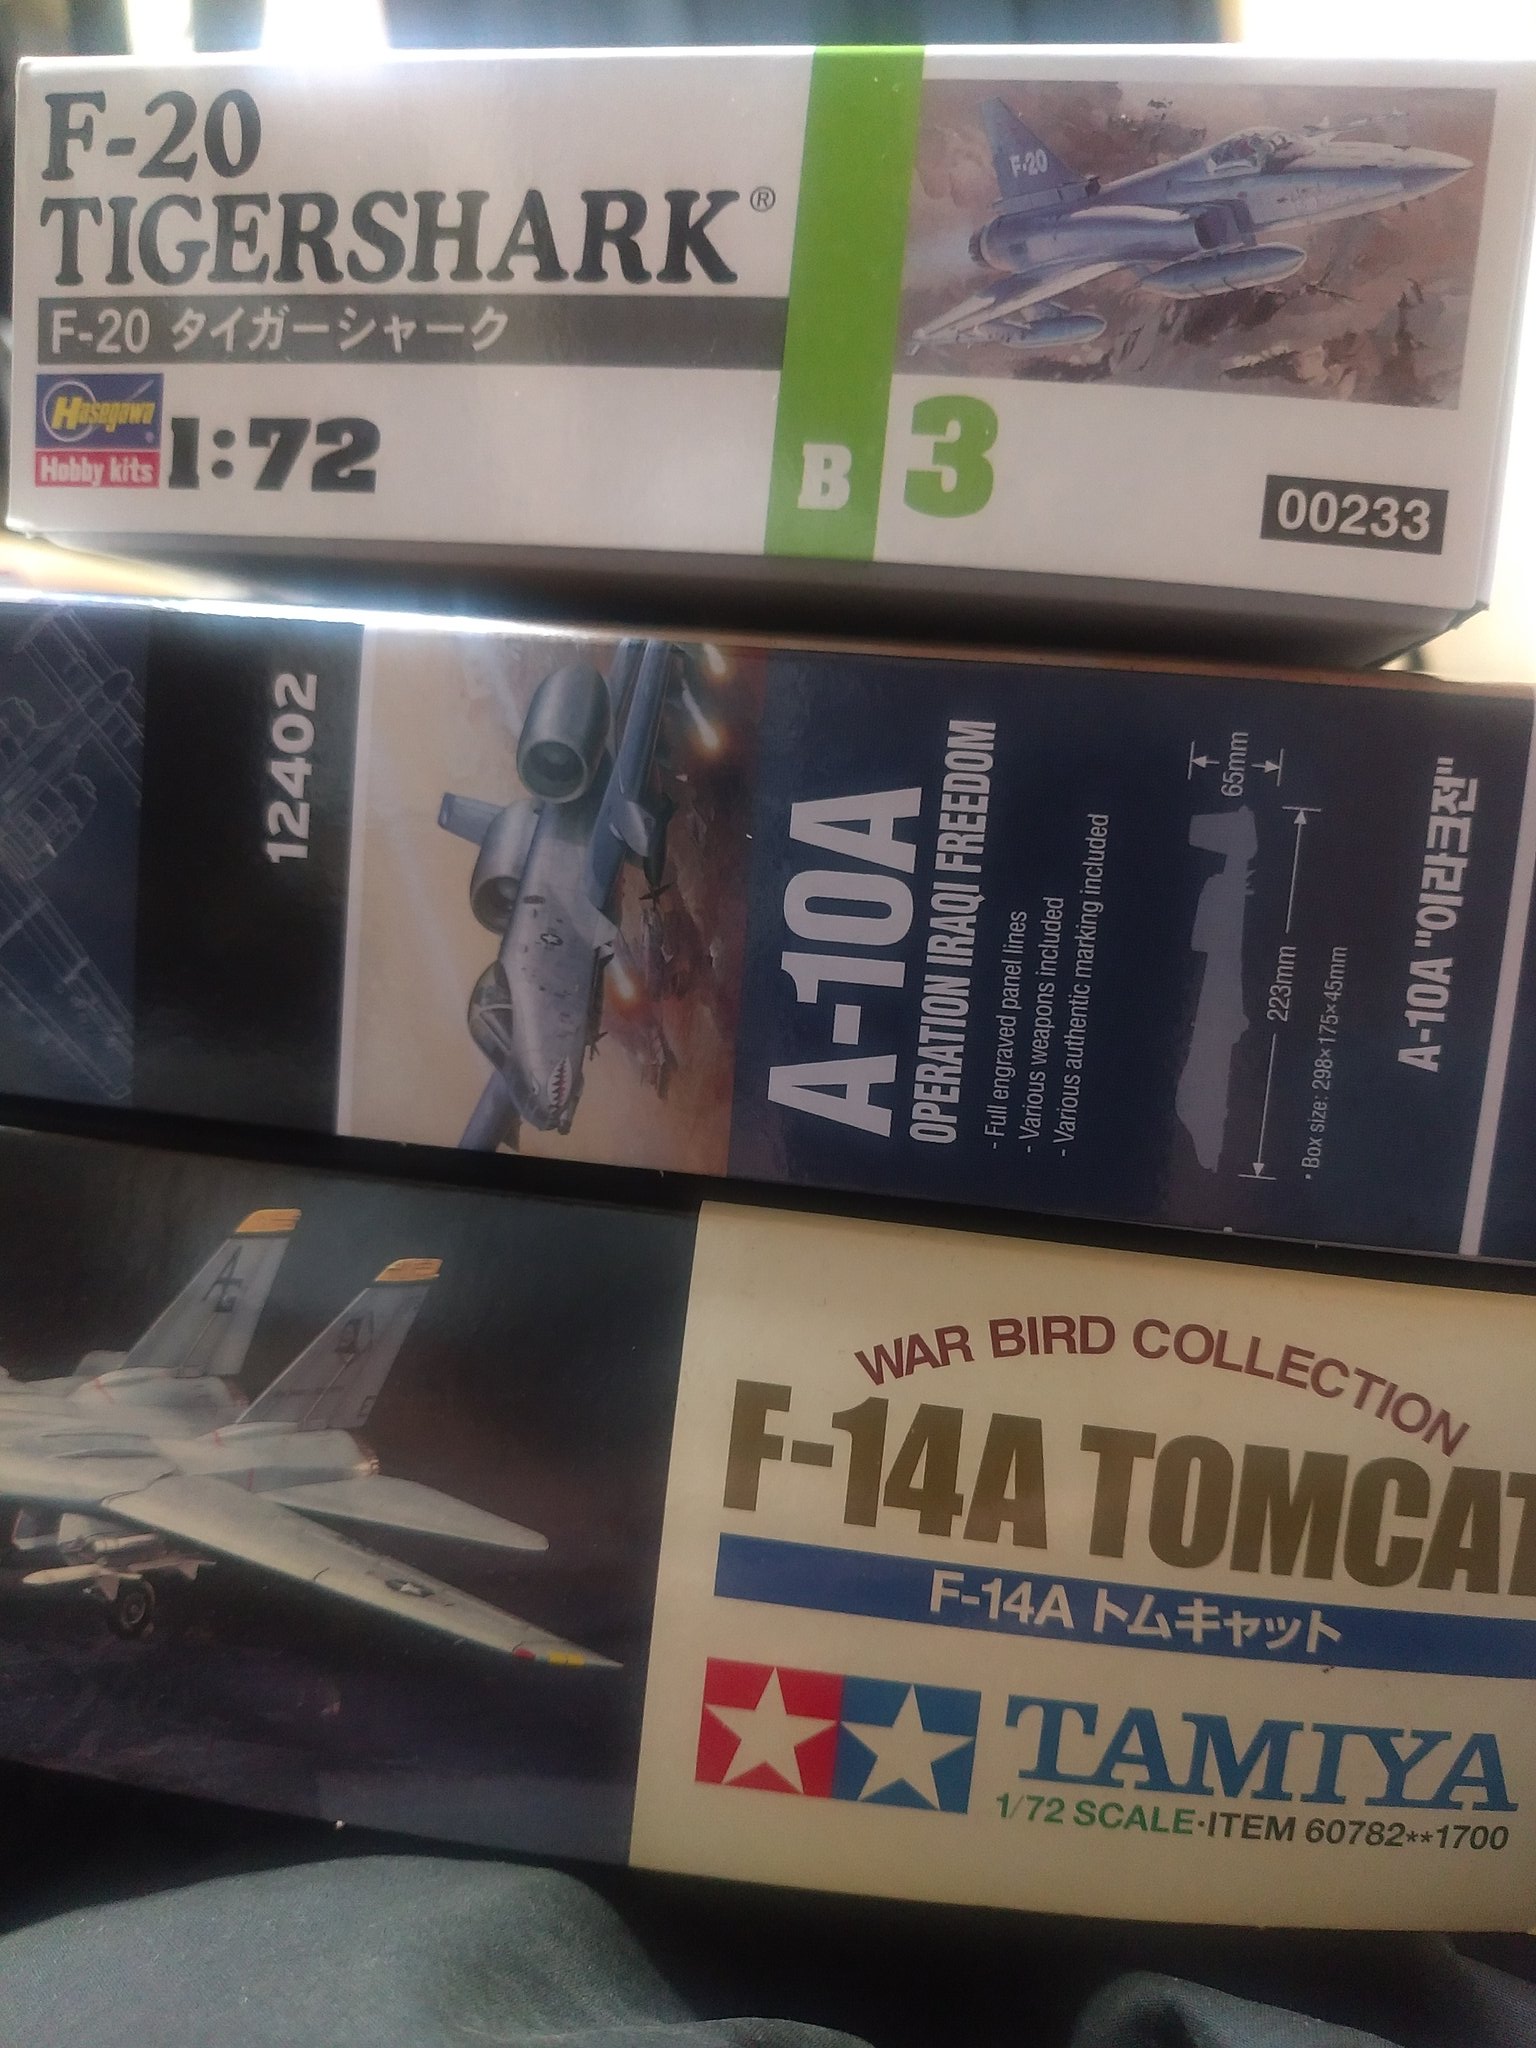 F-20
TIGERSHARK®
F-20 タイガーシャーク
Hasegawa
Hobby kits
1:72
B
3
00233
F-20
12402
A-10A
OPERATION IRAQI FREEDOM
- Full engraved panel lines
- Various weapons included
- Various authentic marking included
65mm
223mm
• Box size: 298×175×45mm
A-10A "이라크전"
AG
WAR BIRD COLLECTION
F-14A TOMCAT
F-14A トムキャット
TAMIYA
1/72 SCALE·ITEM 60782**1700